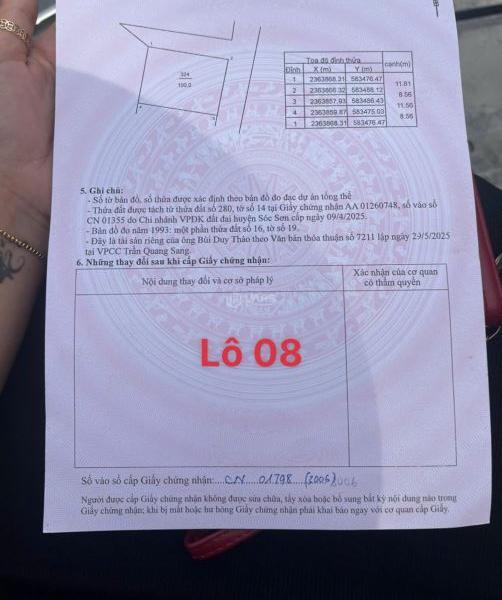 324
100,0
1
2
3
4
Tọa độ đỉnh thửa
Đỉnh X (m) Y (m) cạnh(m)
1 2363868.31 583476.47
11.81
2 2363866.32 583488.12
8.56
3 2363857.93 583486.43
11.56
4 2363859.87 583475.03
8.56
1 2363868.31 583476.47
5. Ghi chú:
- Số tờ bản đồ, số thửa được xác định theo bản đồ đo đạc dự án tổng thể
- Thửa đất được tách từ thửa đất số 280, tờ số 14 tại Giấy chứng nhận AA 01260748, số vào sổ
CN 01355 do Chi nhánh VPĐK đất đai huyện Sóc Sơn cấp ngày 09/4/2025.
- Bản đồ đo năm 1993: một phần thửa đất số 16, tờ số 19.
- Đây là tài sản riêng của ông Bùi Duy Thảo theo Văn bản thỏa thuận số 7211 lập ngày 29/5/2025
tại VPCC Trần Quang Sang.
6. Những thay đổi sau khi cấp Giấy chứng nhận:
Nội dung thay đổi và cơ sở pháp lý
Xác nhận của cơ quan
có thẩm quyền
Lô 08
Số vào sổ cấp Giấy chứng nhận:....CN....01798....(2006)
Người được cấp Giấy chứng nhận không được sửa chữa, tẩy xóa hoặc bổ sung bất kỳ nội dung nào trong
Giấy chứng nhận; khi bị mất hoặc hư hỏng Giấy chứng nhận phải khai báo ngay với cơ quan cấp Giấy.